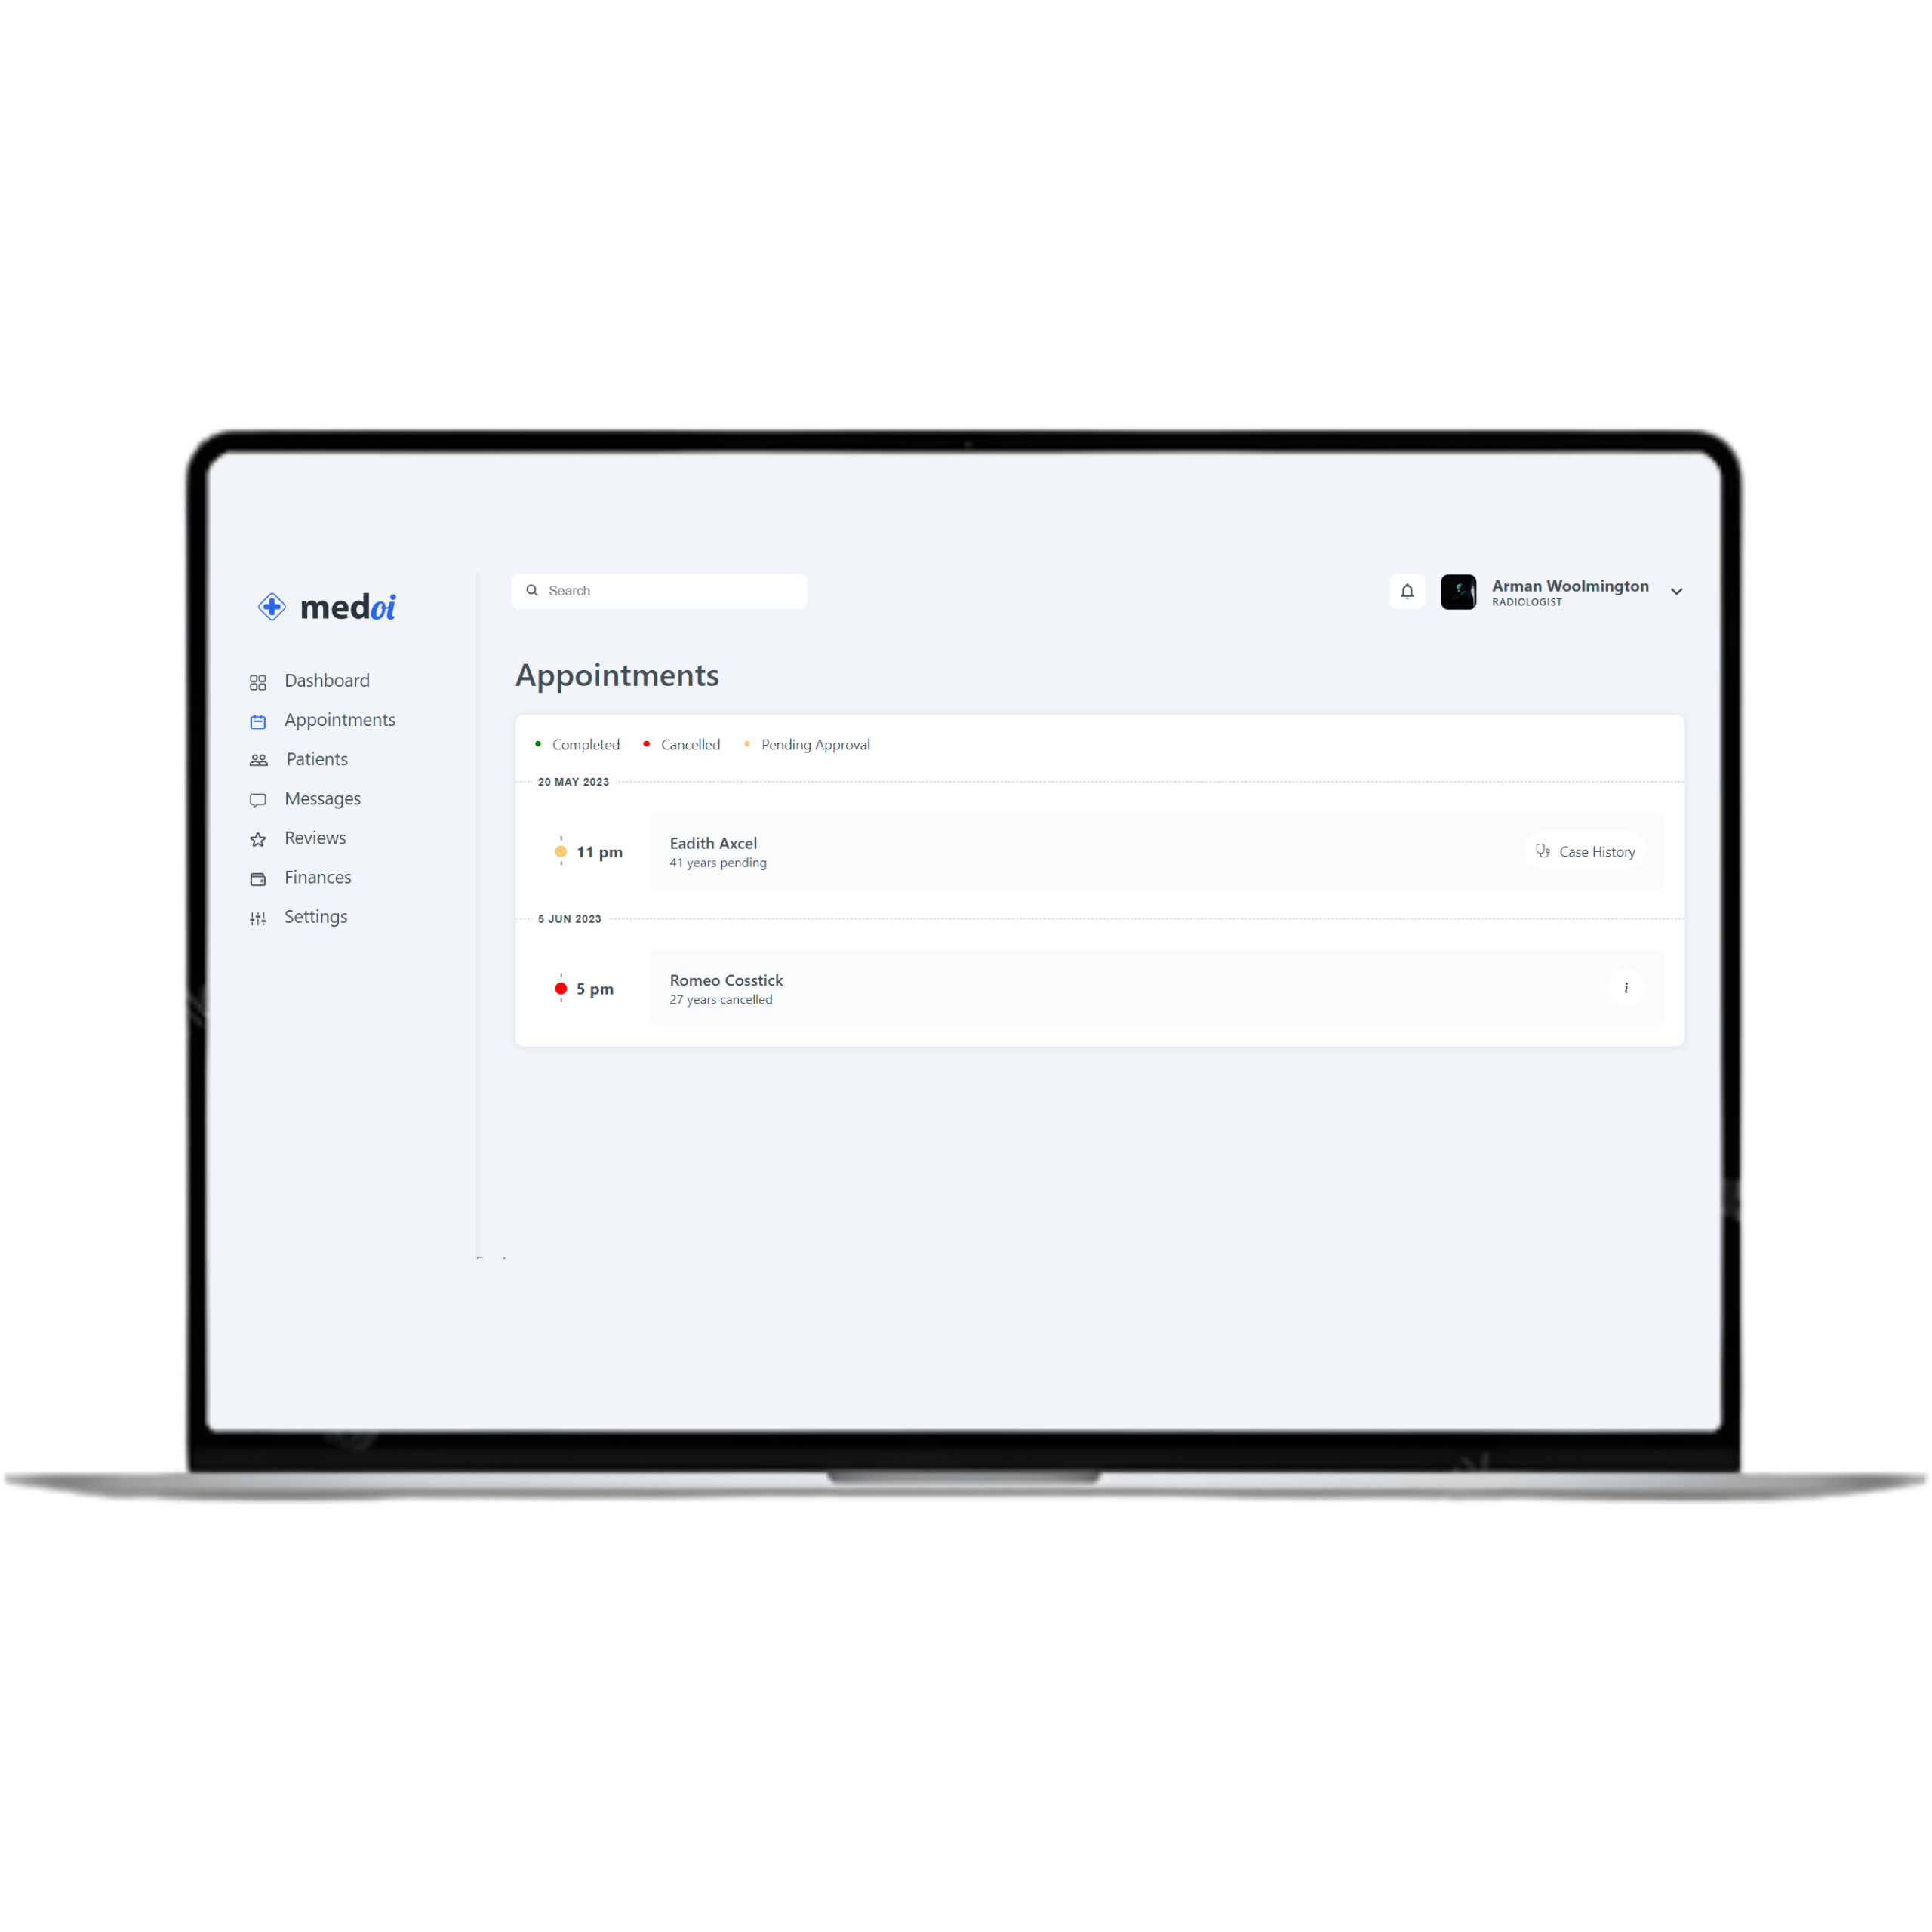 medoi
Search
Arman Woolmington
RADIOLOGIST
Dashboard
Appointments
Patients
Messages
Reviews
Finances
Settings
Appointments
Completed
Cancelled
Pending Approval
20 MAY 2023
11 pm
Eadith Axcel
41 years pending
Case History
5 JUN 2023
5 pm
Romeo Cosstick
27 years cancelled
i